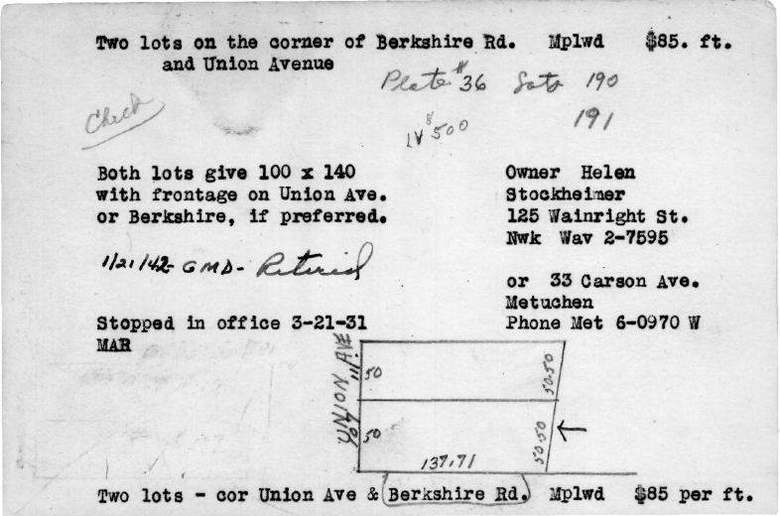 Two lots on the corner of Berkshire Rd. Mplwd $85. ft.
and Union Avenue
Plate #36 Lots 190
191
Check
LV $500
Both lots give 100 x 140
with frontage on Union Ave.
or Berkshire, if preferred.
Owner Helen
Stockheimer
125 Wainright St.
Nwk Wav 2-7595
1/21/42 - GMD -
or 33 Carson Ave.
Metuchen
Phone Met 6-0970 W
Stopped in office 3-21-31
MAR
UNION AVE
50
50.50
50
50.50
137.71
Two lots - cor Union Ave & Berkshire Rd. Mplwd $85 per ft.